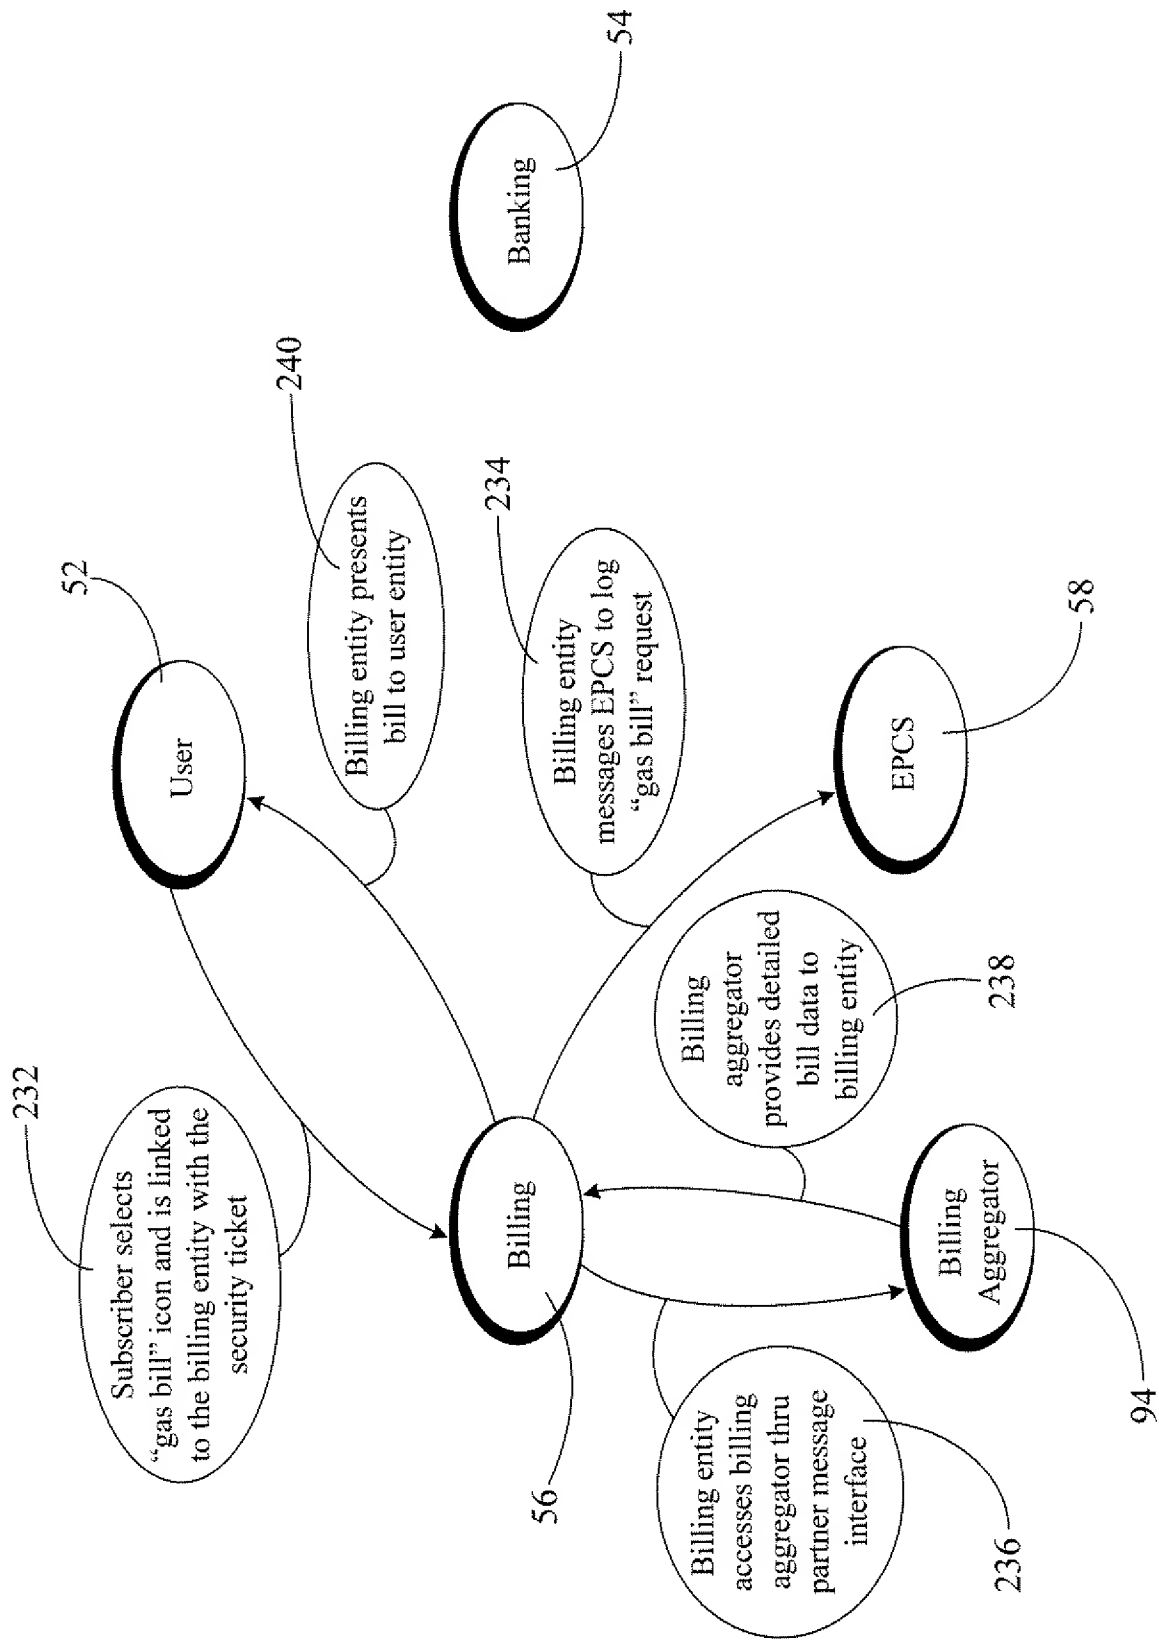 232
Subscriber selects
“gas bill” icon and is linked
to the billing entity with the
security ticket
52
User
240
Billing entity presents
bill to user entity
56
Billing
234
Billing entity
messages EPCS to log
“gas bill” request
Banking
54
236
Billing entity
accesses billing
aggregator thru
partner message
interface
Billing
aggregator
provides detailed
bill data to
billing entity
238
EPCS
58
94
Billing
Aggregator